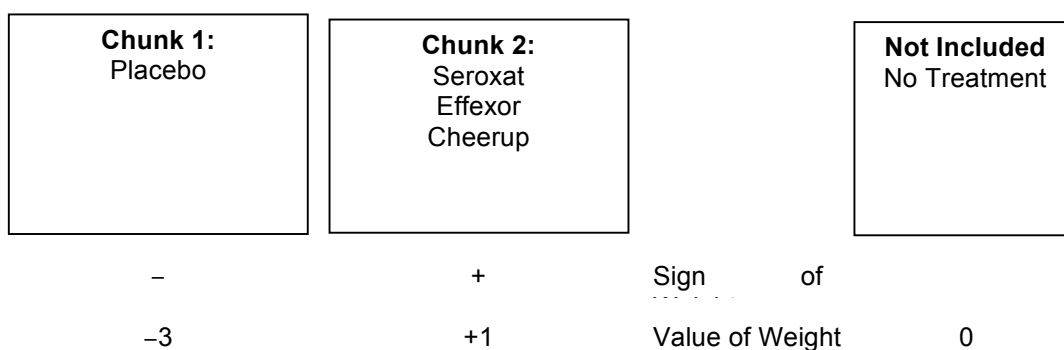 Chunk 1:
Placebo
Chunk 2:
Seroxat
Effexor
Cheerup
Not Included
No Treatment
− + Sign of
−3 +1 Value of Weight 0